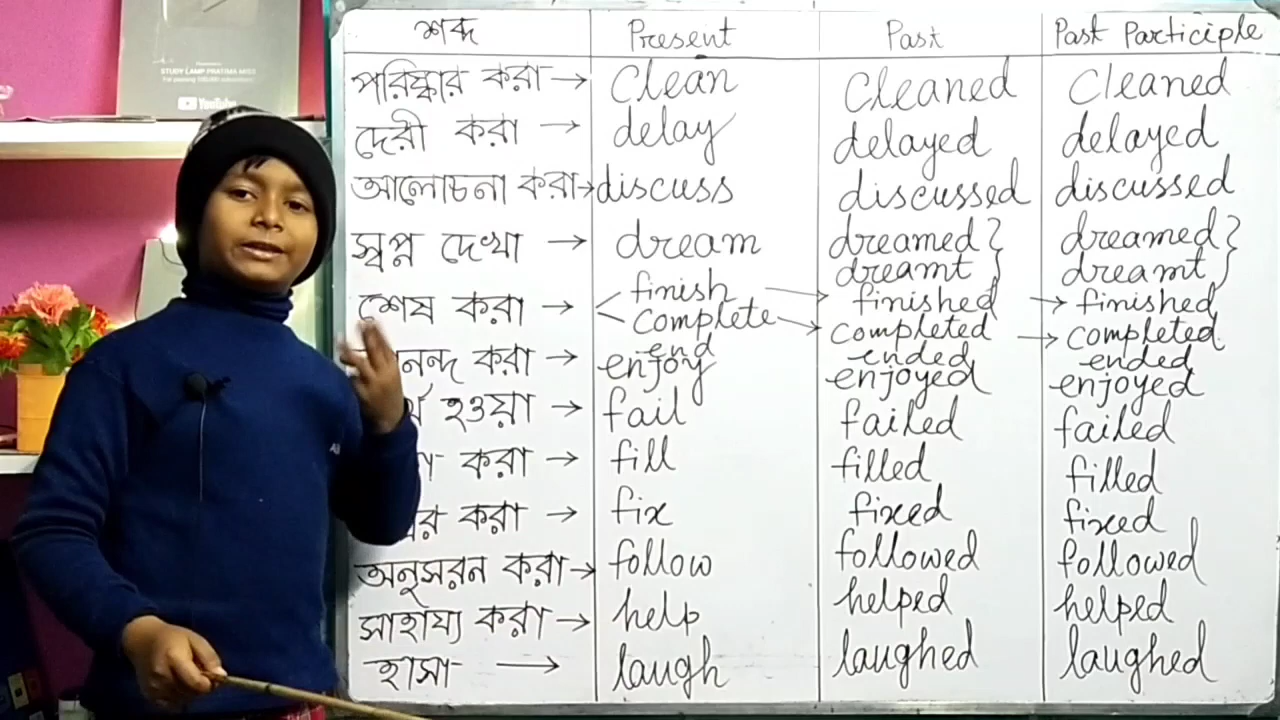 শব্দ Present Past Past Participle
পরিস্কার করা → Clean Cleaned Cleaned
দেরী করা → delay delayed delayed
আলোচনা করা → discuss discussed discussed
স্বপ্ন দেখা → dream dreamed dreamed
dreamt dreamt
শেষ করা → finish → finished → finished
complete → completed → completed
end ended ended
করা → enjoy enjoyed enjoyed
হওয়া → fail failed failed
করা → fill filled filled
করা → fix fixed fixed
অনুসরন করা → follow followed followed
সাহায্য করা → help helped helped
হাসা → laugh laughed laughed
STUDY LAMP PRATIMA MISS
YouTube